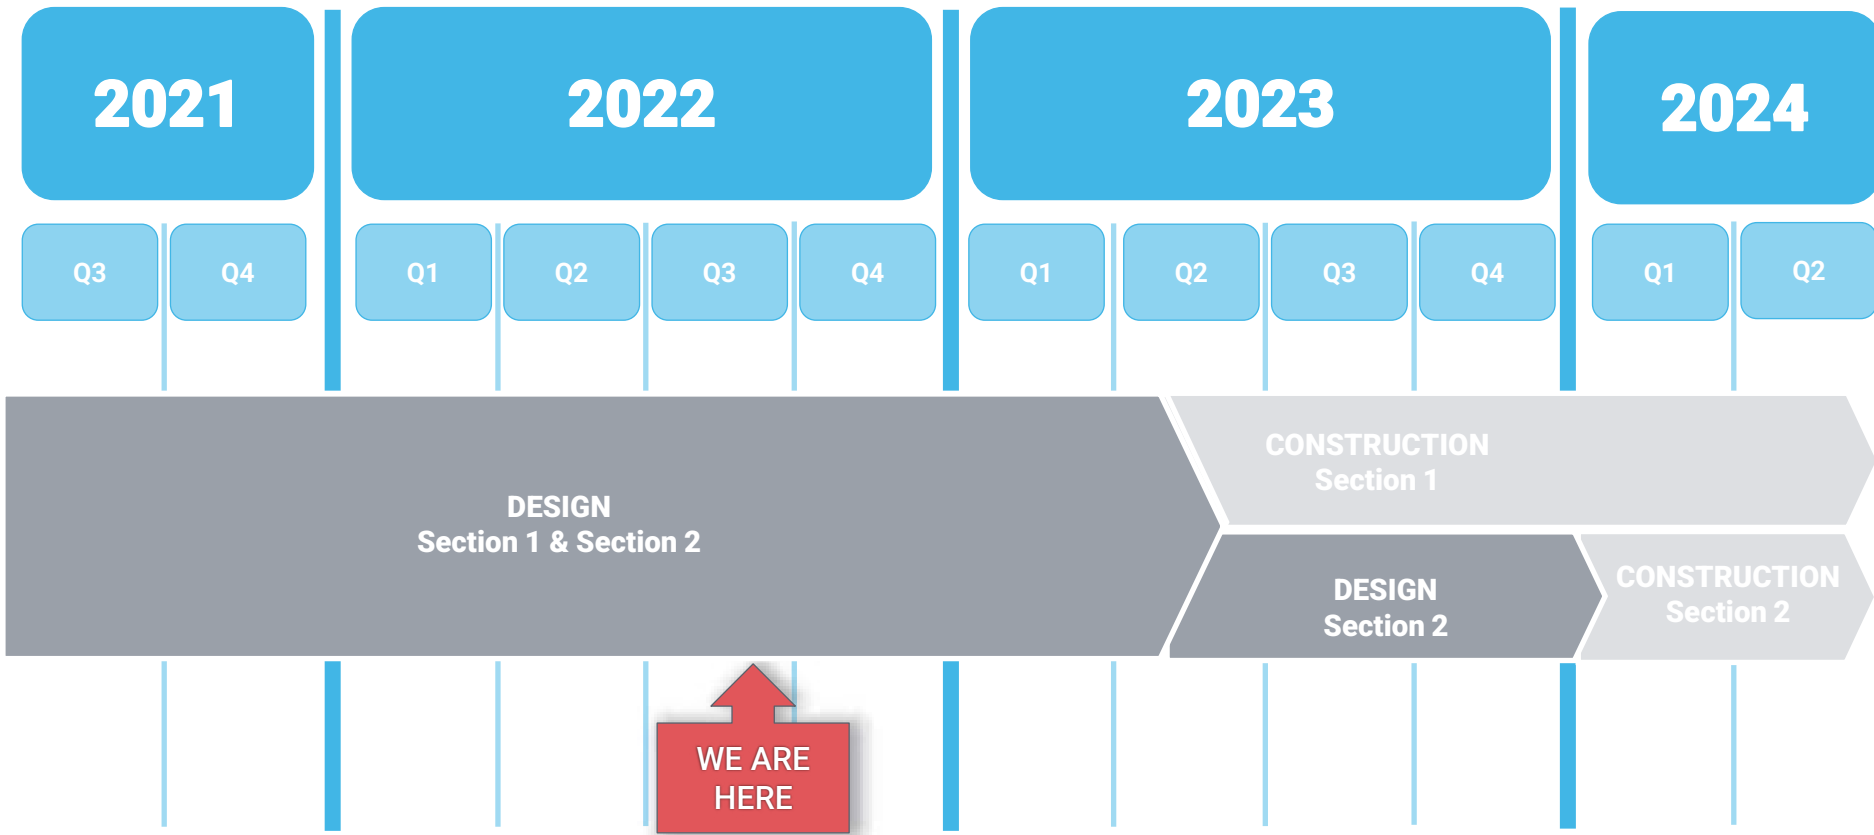 2021
2022
2023
2024
Q3
Q4
Q1
Q2
Q3
Q4
Q1
Q2
Q3
Q4
Q1
Q2
DESIGN
Section 1 & Section 2
CONSTRUCTION
Section 1
DESIGN
Section 2
CONSTRUCTION
Section 2
WE ARE
HERE